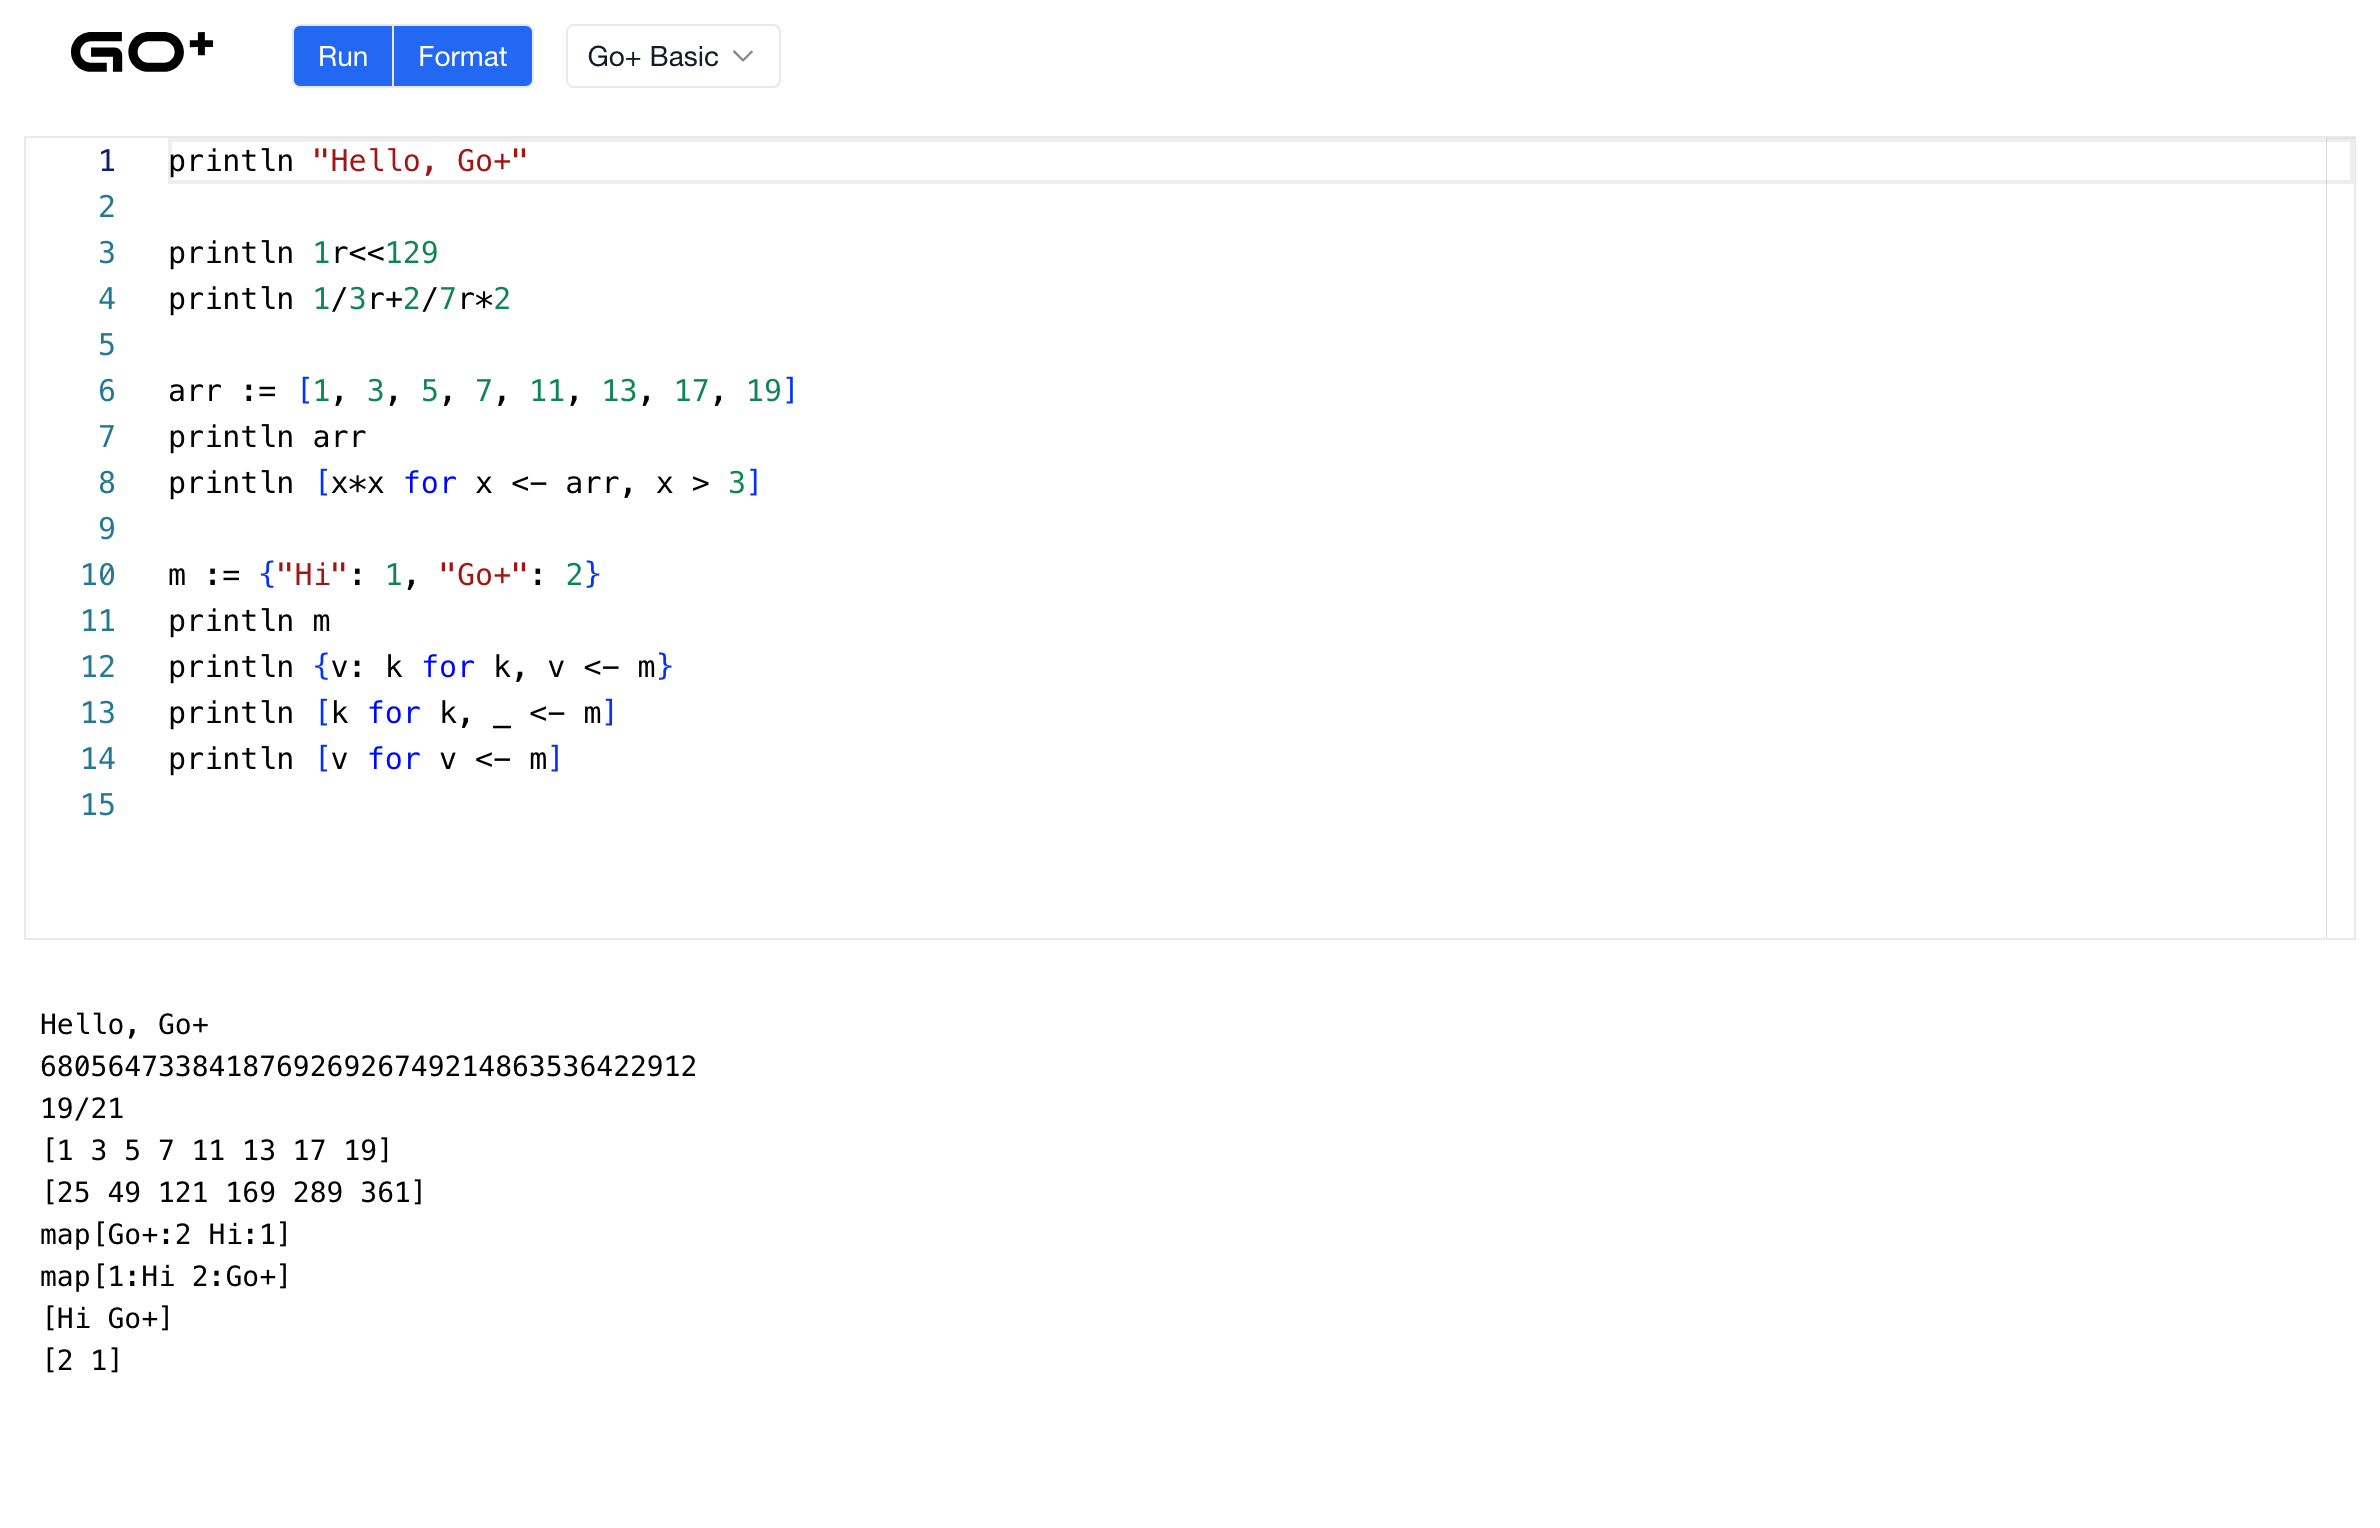 GO+
Run Format Go+ Basic
1 println "Hello, Go+"
2
3 println 1r<<129
4 println 1/3r+2/7r*2
5
6 arr := [1, 3, 5, 7, 11, 13, 17, 19]
7 println arr
8 println [x*x for x <- arr, x > 3]
9
10 m := {"Hi": 1, "Go+": 2}
11 println m
12 println {v: k for k, v <- m}
13 println [k for k, _ <- m]
14 println [v for v <- m]
15
Hello, Go+
680564733841876926926749214863536422912
19/21
[1 3 5 7 11 13 17 19]
[25 49 121 169 289 361]
map[Go+:2 Hi:1]
map[1:Hi 2:Go+]
[Hi Go+]
[2 1]